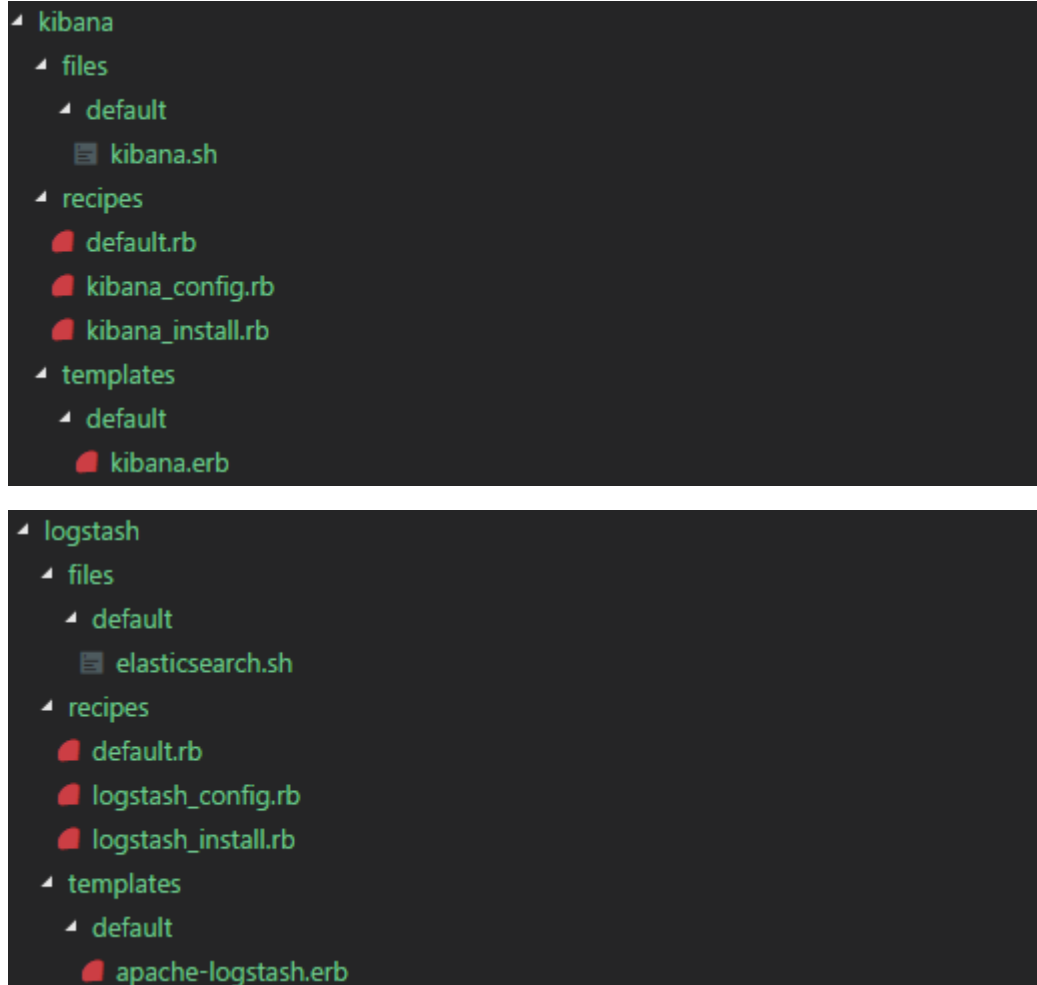 kibana
files
default
kibana.sh
recipes
default.rb
kibana_config.rb
kibana_install.rb
templates
default
kibana.erb
logstash
files
default
elasticsearch.sh
recipes
default.rb
logstash_config.rb
logstash_install.rb
templates
default
apache-logstash.erb